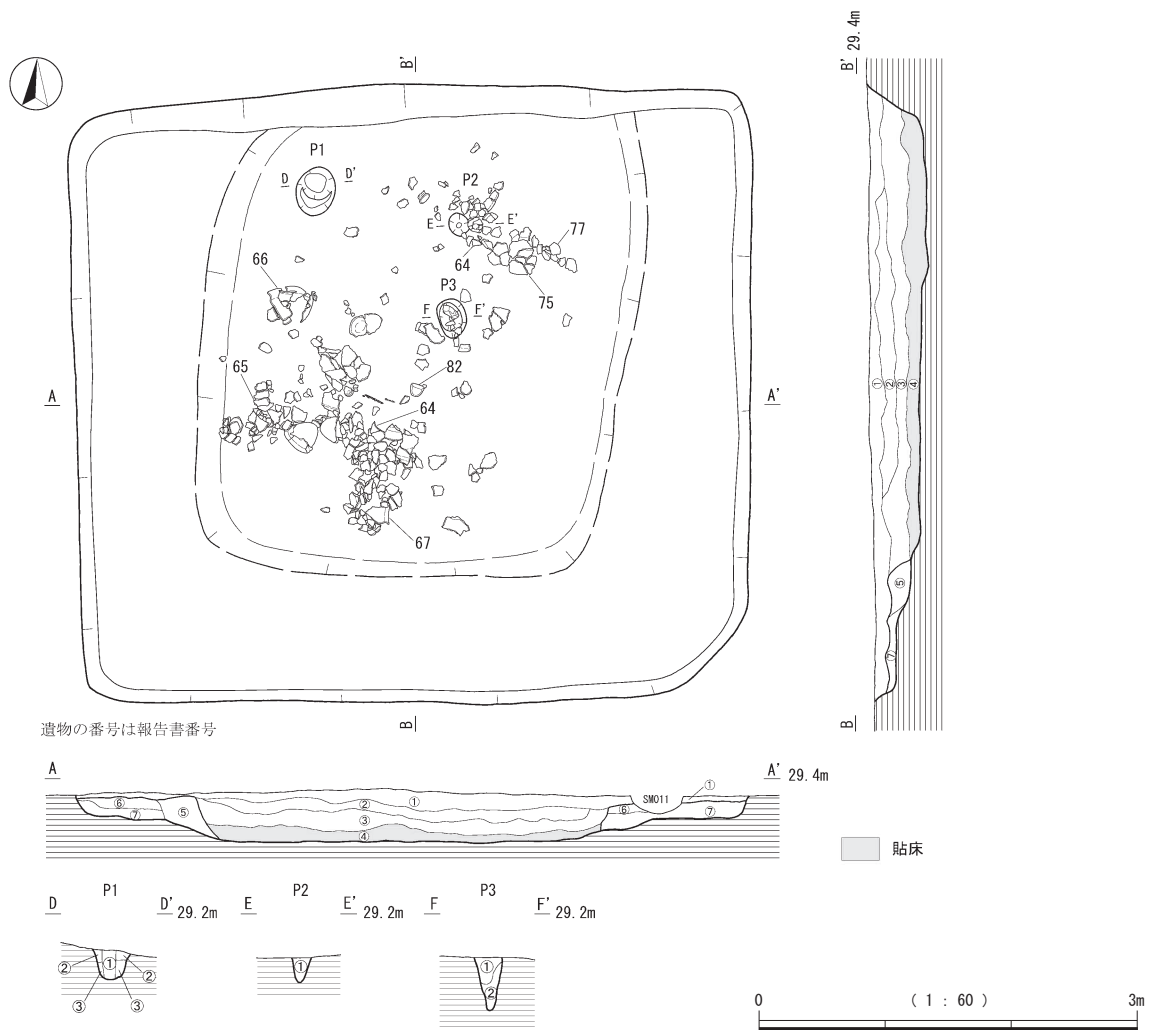 B'
B' 29.4m
P1
D D'
P2
E E'
77
64
75
66
P3
F F'
65
82
A A'
64
① ② ③ ④
67
⑤
⑦
B
B
遺物の番号は報告書番号
A A' 29.4m
①
SM011
⑥ ② ①
⑦ ⑤ ③ ⑥ ⑦
④
貼床
P1 P2 P3
D D' 29.2m E E' 29.2m F F' 29.2m
② ① ② ① ①
③ ③ ②
0 ( 1 : 60 ) 3m